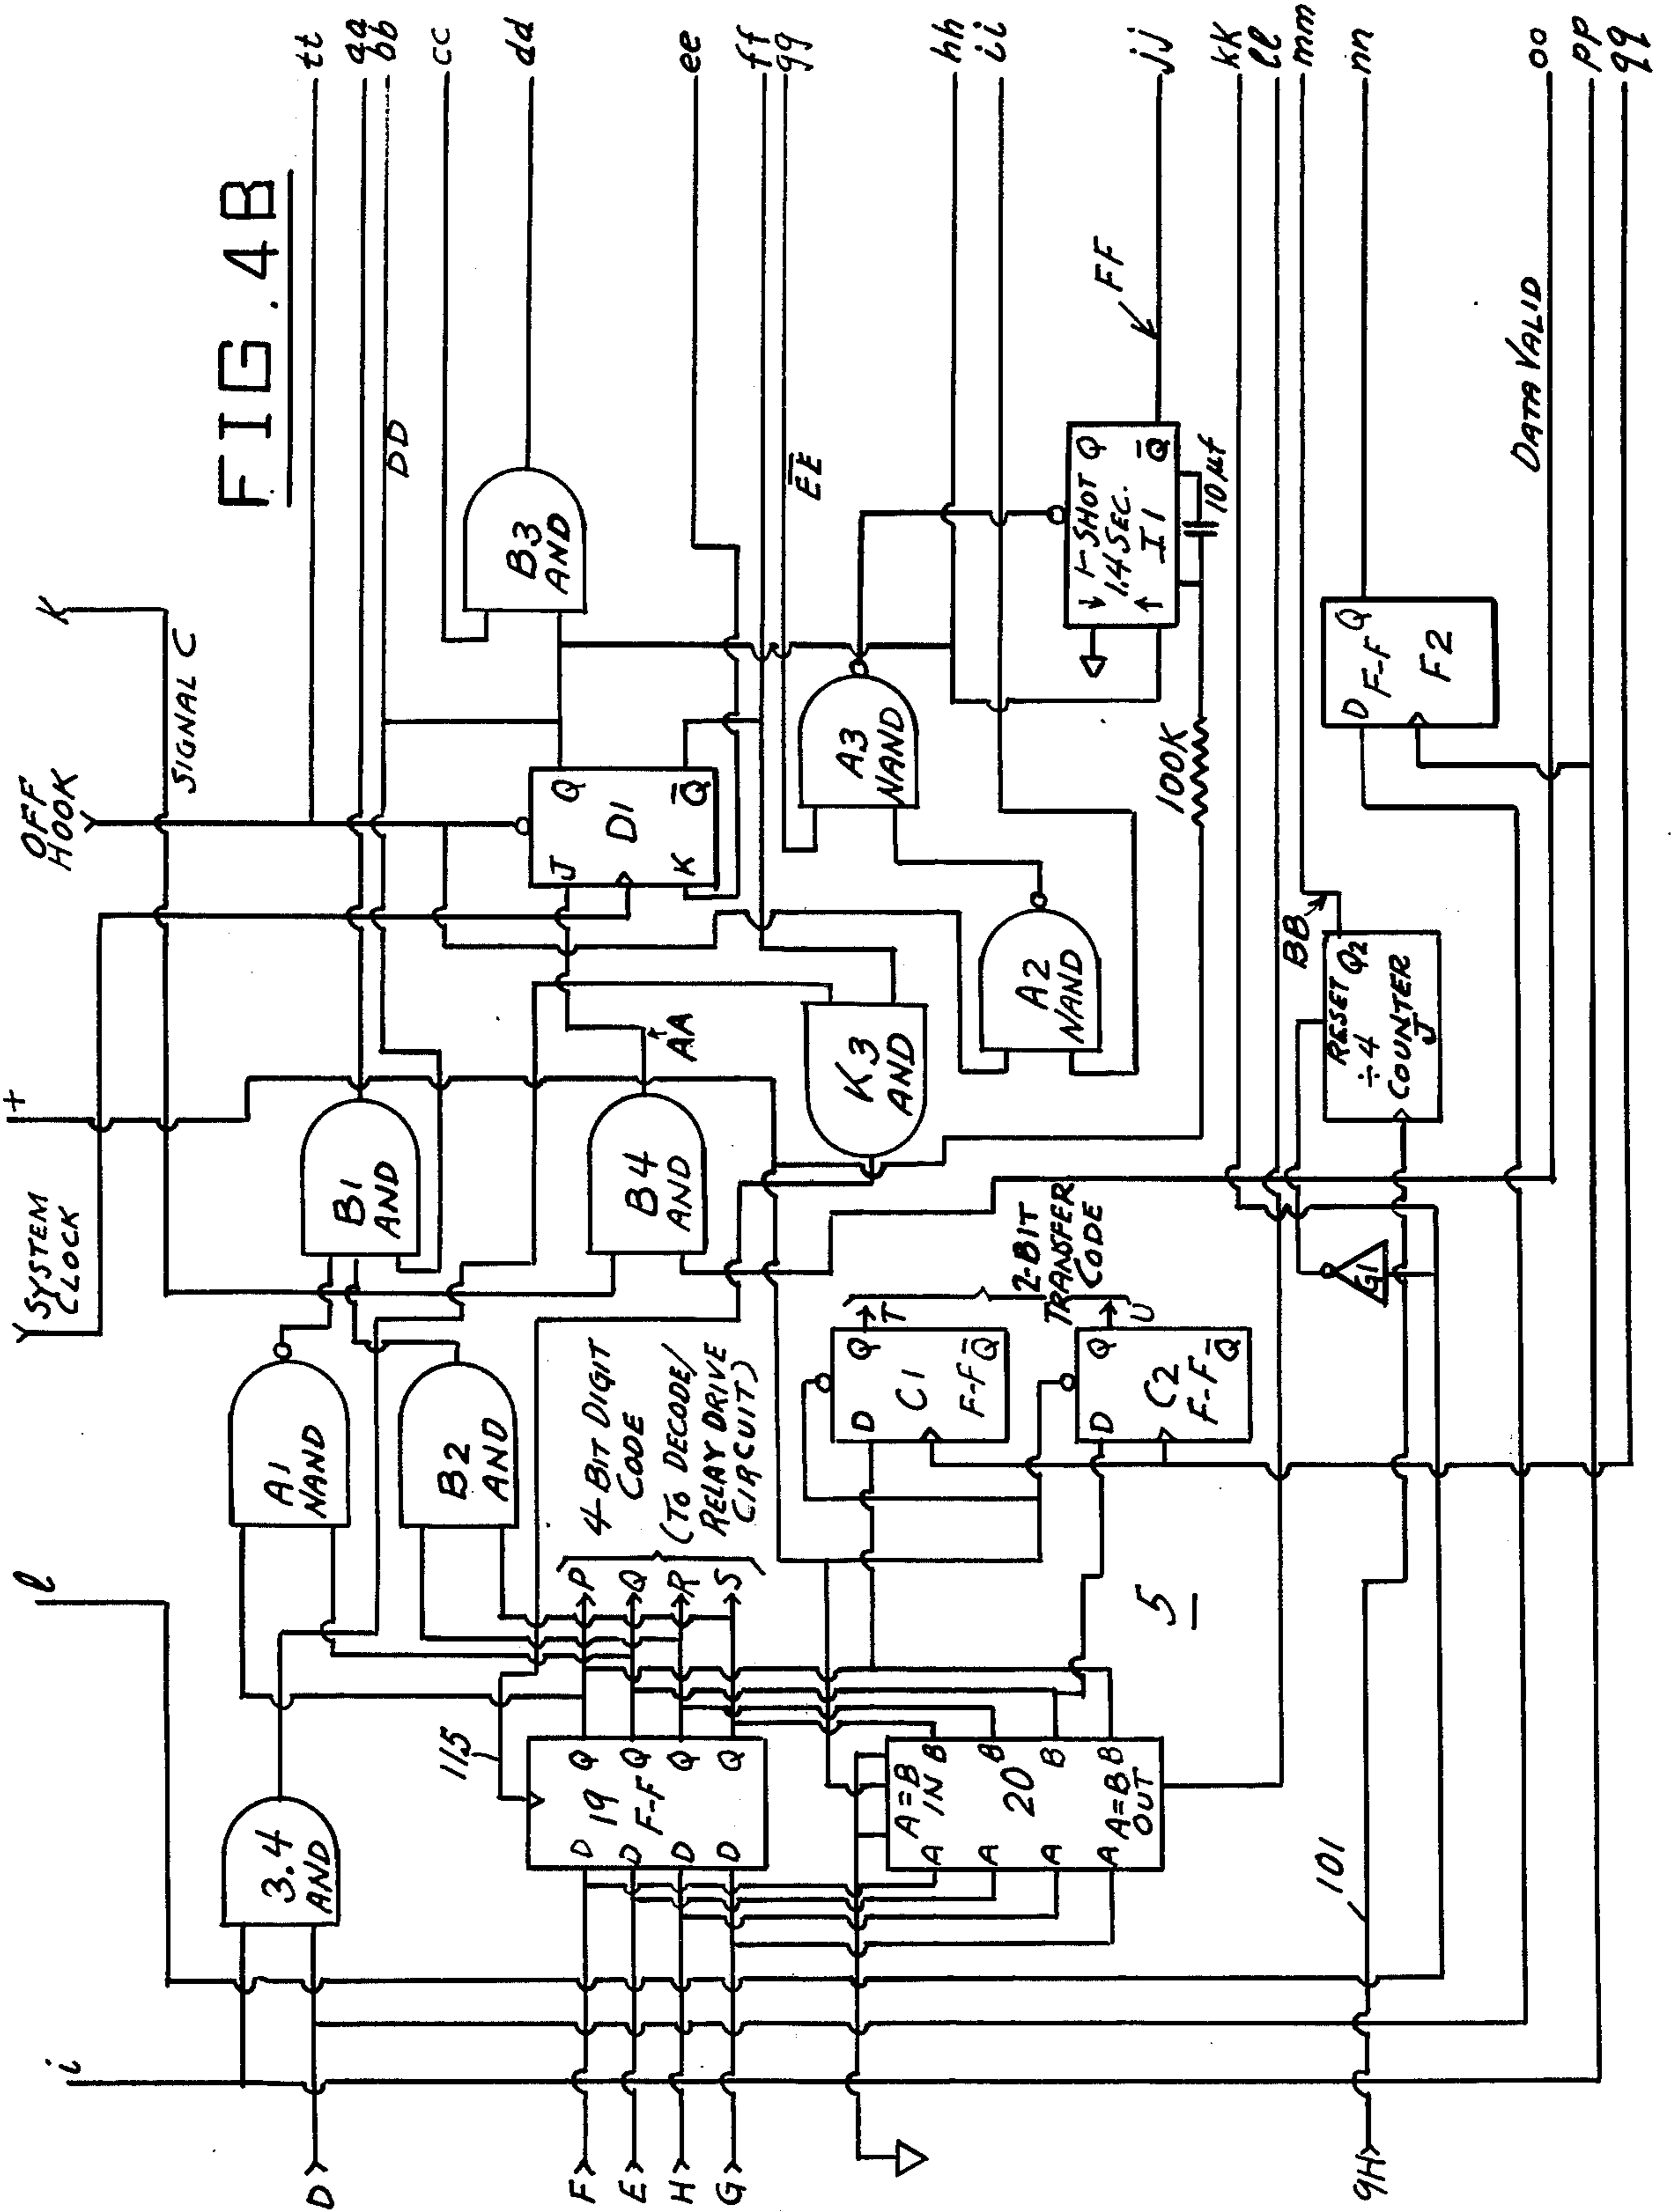 FIG. 4B
SYSTEM
CLOCK
+
OFF
HOOK
K
SIGNAL C
l
i
D
F
E
H
G
9H
3.4
AND
A1
NAND
B2
AND
B1
AND
B4
AND
AA
K3
AND
J
Q
D1
K
Q̅
B3
AND
DD
E̅E̅
A3
NAND
A2
NAND
1-SHOT Q
1.4 SEC.
I1
Q̅
10 µf
100K
FF
115
D Q
D Q
D Q
D Q
19
F-F
P
Q
R
S
4-BIT DIGIT
CODE
(TO DECODE/
RELAY DRIVE
CIRCUIT)
A=B
IN
20
A B
A B
A B
A B
A=B
OUT
D Q
C1
F-F Q̅
T
D Q
C2
F-F Q̅
U
2-BIT
TRANSFER
CODE
5
101
G1
RESET Q2
÷4
COUNTER
J
BB
D F-F Q
F2
DATA VALID
tt
aa
bb
cc
dd
ee
ff
gg
hh
ii
jj
kK
ll
mm
nn
oo
pp
qq